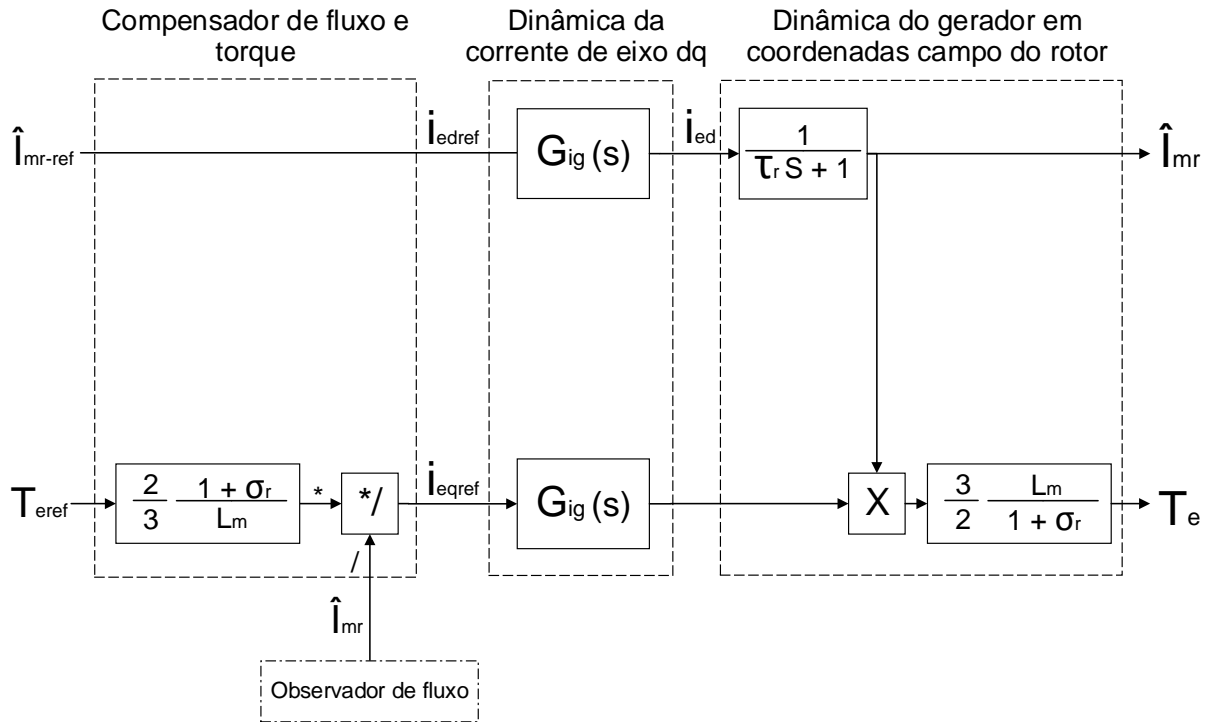 Compensador de fluxo e
torque
Dinâmica da
corrente de eixo dq
Dinâmica do gerador em
coordenadas campo do rotor
Îmr-ref
iedref
Gig (s)
ied
1
τr S + 1
Îmr
Teref
2
3
1 + σr
Lm
*
*/
/
ieqref
Gig (s)
X
3
2
Lm
1 + σr
Te
Îmr
Observador de fluxo